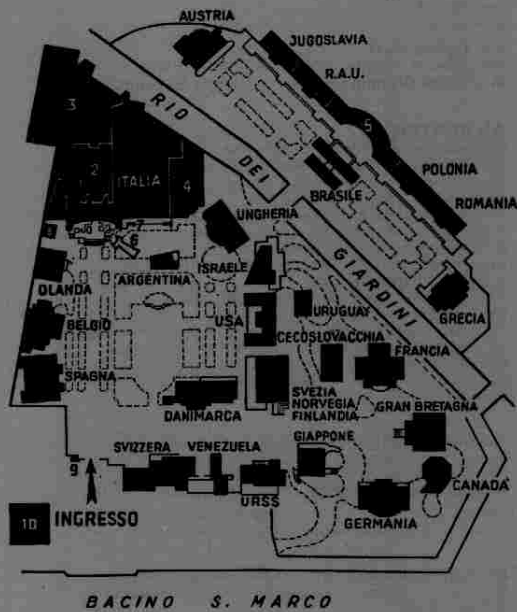 AUSTRIA
JUGOSLAVIA
R.A.U.
5
POLONIA
ROMANIA
BRASILE
GRECIA
RIO DEI GIARDINI
3
2
1
ITALIA
4
7
6
UNGHERIA
ISRAELE
ARGENTINA
OLANDA
BELGIO
SPAGNA
USA
URUGUAY
CECOSLOVACCHIA
FRANCIA
DANIMARCA
SVEZIA
NORVEGIA
FINLANDIA
GRAN BRETAGNA
SVIZZERA
VENEZUELA
URSS
GIAPPONE
GERMANIA
CANADA
9
10
INGRESSO
BACINO S. MARCO